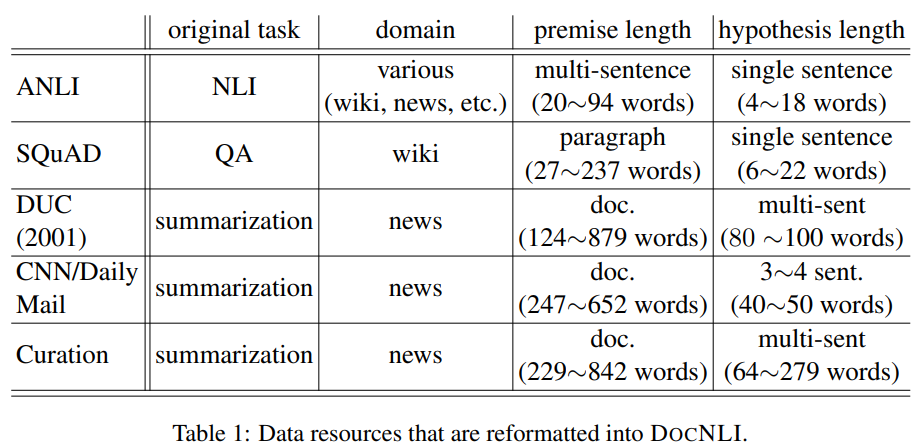 original task domain premise length hypothesis length
ANLI NLI various (wiki, news, etc.) multi-sentence (20∼94 words) single sentence (4∼18 words)
SQuAD QA wiki paragraph (27∼237 words) single sentence (6∼22 words)
DUC (2001) summarization news doc. (124∼879 words) multi-sent (80 ∼100 words)
CNN/Daily Mail summarization news doc. (247∼652 words) 3∼4 sent. (40∼50 words)
Curation summarization news doc. (229∼842 words) multi-sent (64∼279 words)
Table 1: Data resources that are reformatted into DOCNLI.